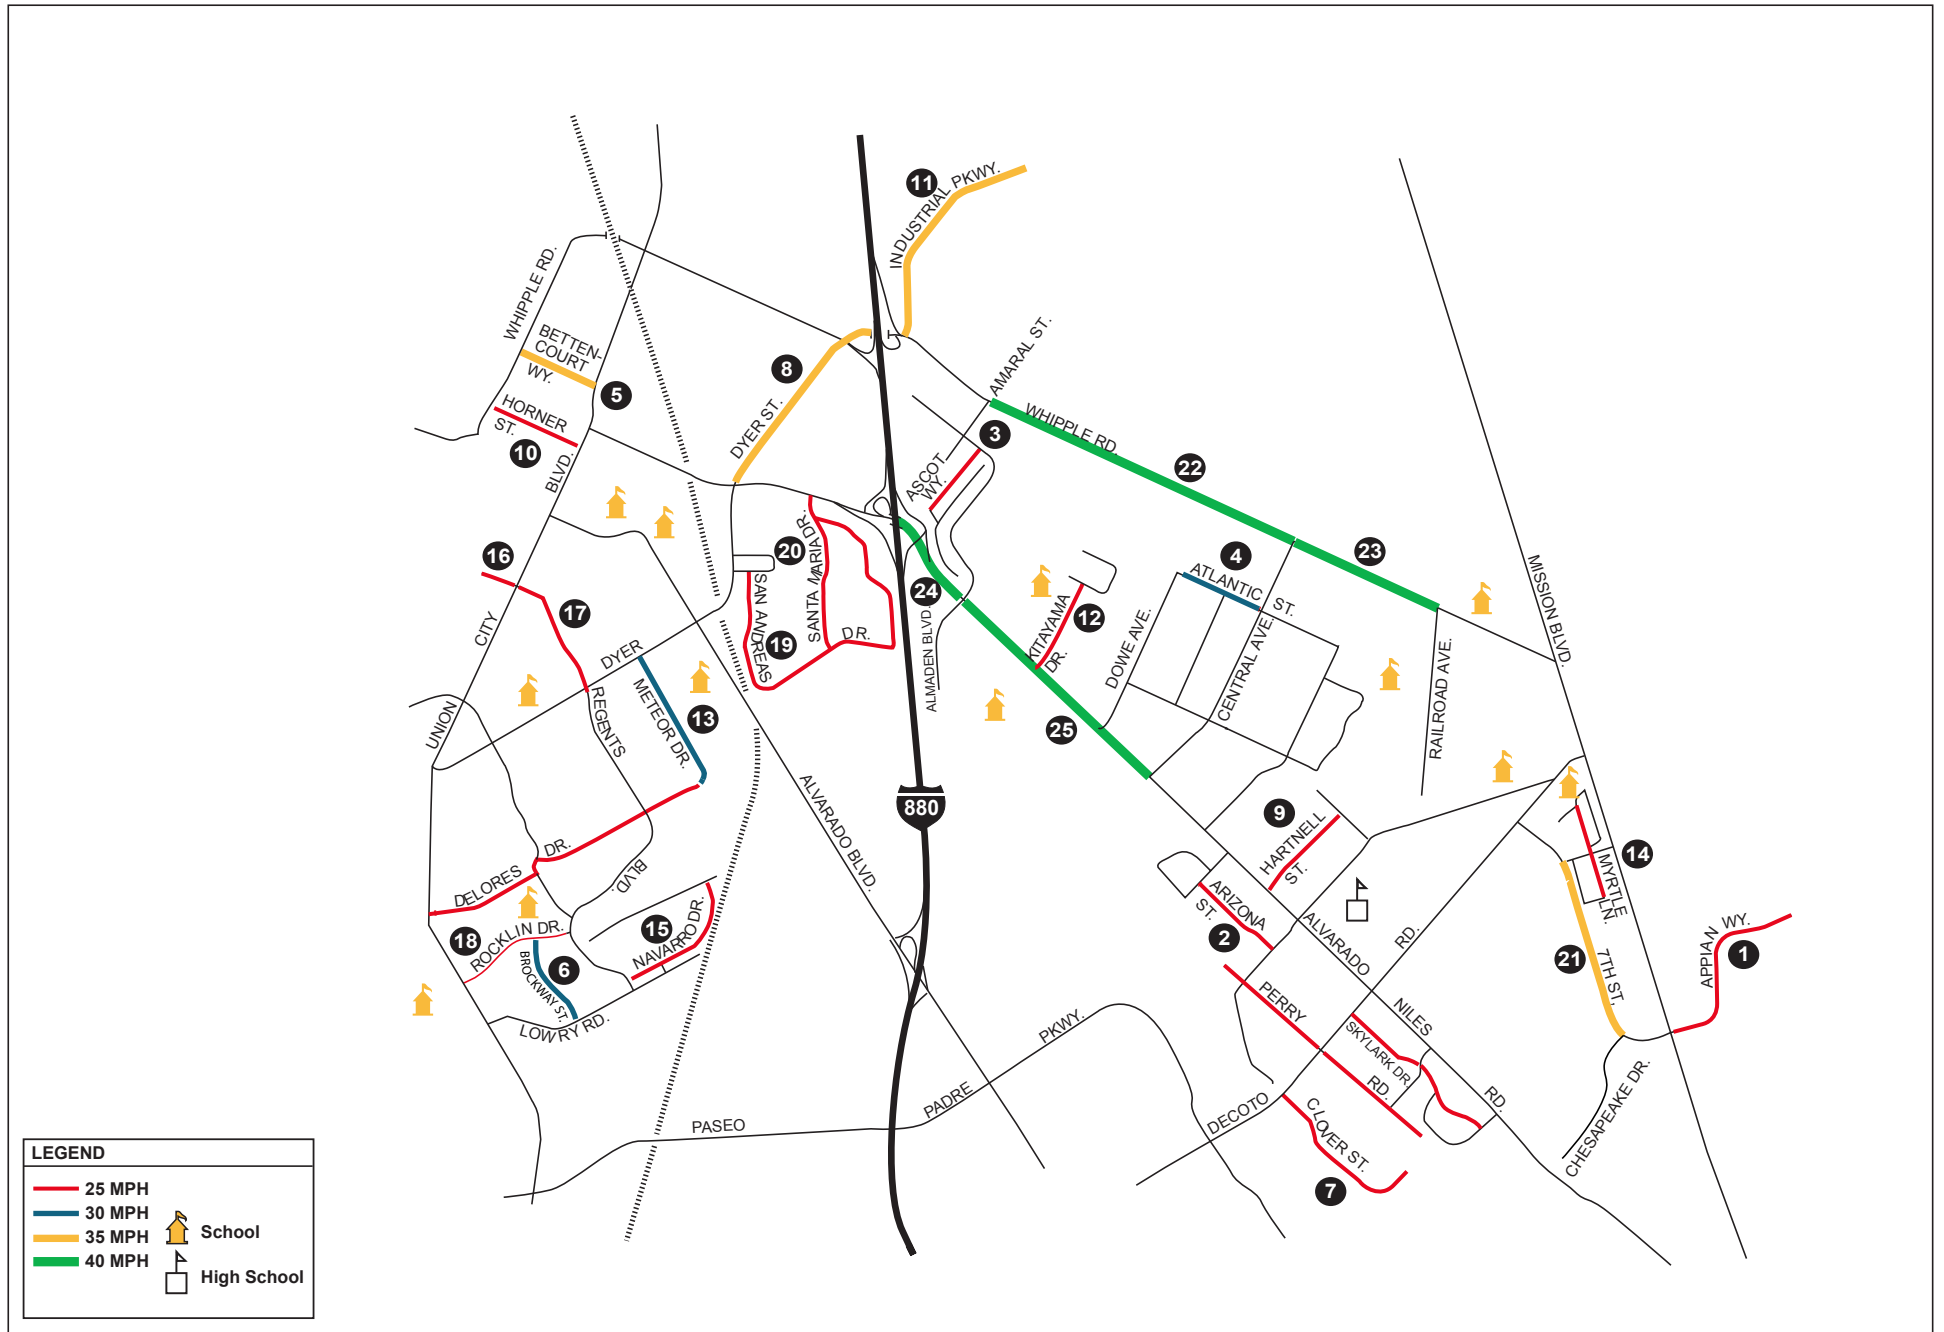 11
INDUSTRIAL PKWY.
WHIPPLE RD.
AMARAL ST.
BETTEN-
COURT
WY.
8
5
HORNER
ST.
10
DYER ST.
3
WHIPPLE RD.
22
BLVD.
ASCOT
WY.
16
20
SANTA MARIA DR.
4
23
ATLANTIC ST.
MISSION BLVD.
17
SAN ANDREAS
24
KITAYAMA
DR.
12
CITY
19
DR.
ALMADEN BLVD.
DOWE AVE.
CENTRAL AVE.
RAILROAD AVE.
DYER
UNION
REGENTS
METEOR DR.
13
25
ALVARADO BLVD.
880
9
HARTNELL
ST.
14
MYRTLE
LN.
DR.
DELORES
BLVD.
ARIZONA
ST.
2
ALVARADO
RD.
18
ROCKLIN DR.
15
NAVARRO DR.
6
BROCKWAY ST.
LOWRY RD.
21
7TH ST,
APPIAN WY.
1
PERRY
NILES
SKYLARK DR.
RD.
RD.
PKWY.
PADRE
PASEO
DECOTO
CLOVER ST.
7
CHESAPEAKE DR.
LEGEND
25 MPH
30 MPH
35 MPH
40 MPH
School
High School